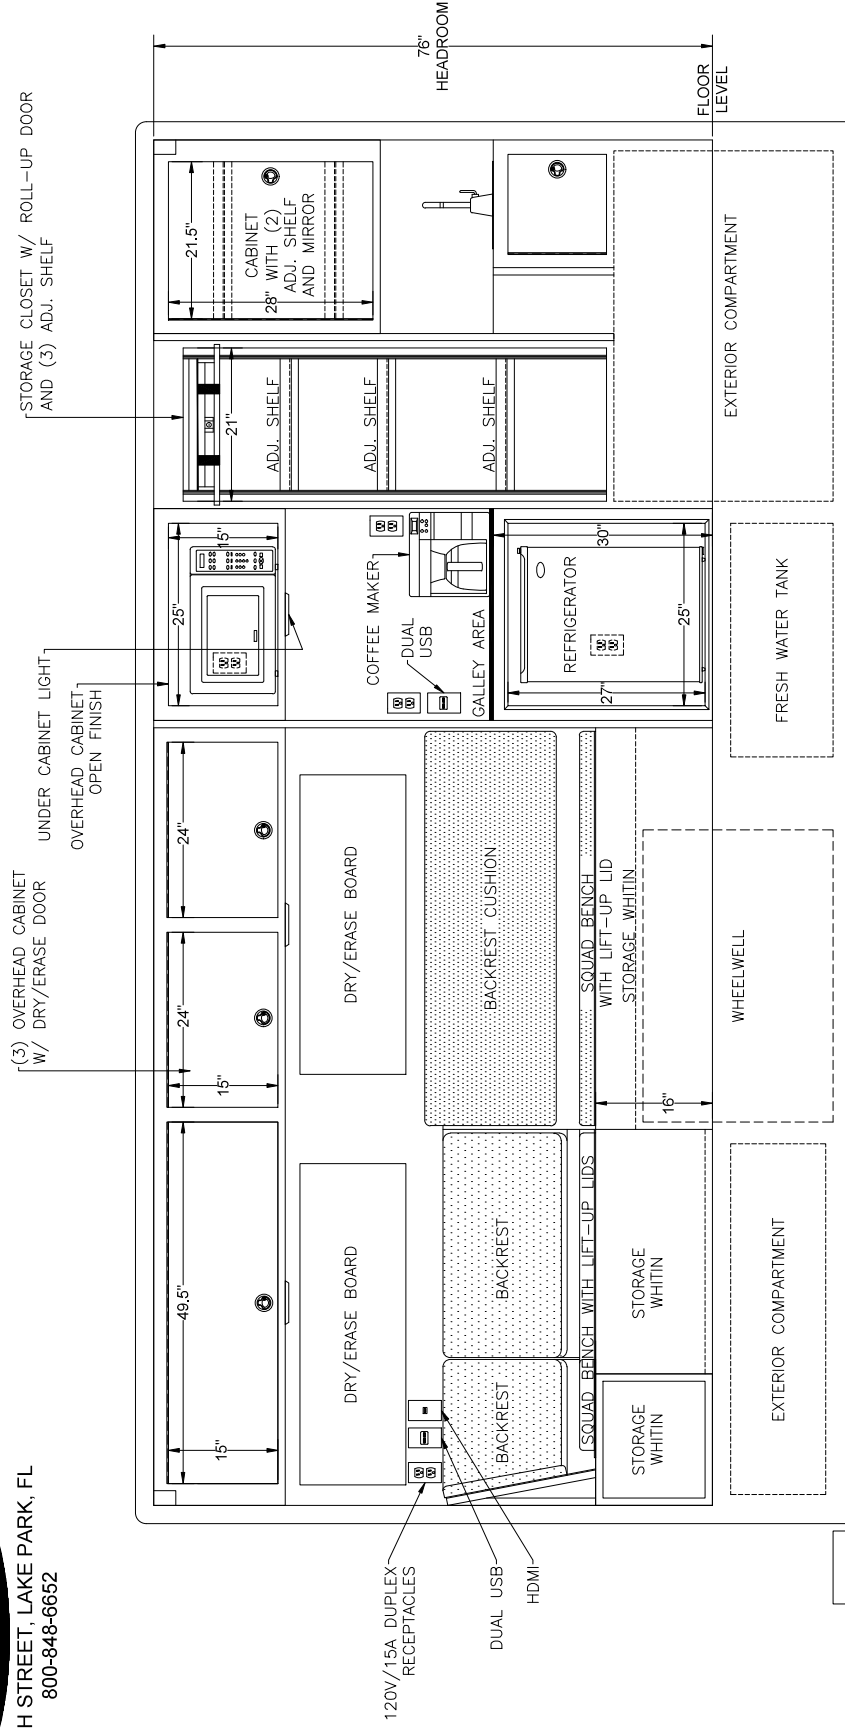 H STREET, LAKE PARK, FL
800-848-6652
(3) OVERHEAD CABINET
W/ DRY/ERASE DOOR
UNDER CABINET LIGHT
OVERHEAD CABINET
OPEN FINISH
STORAGE CLOSET W/ ROLL-UP DOOR
AND (3) ADJ. SHELF
49.5"
15"
24"
15"
24"
25"
15"
21"
21.5"
CABINET
28" WITH (2)
ADJ. SHELF
AND MIRROR
76"
HEADROOM
ADJ. SHELF
ADJ. SHELF
ADJ. SHELF
DRY/ERASE BOARD
DRY/ERASE BOARD
COFFEE MAKER
DUAL
USB
GALLEY AREA
120V/15A DUPLEX
RECEPTACLES
DUAL USB
HDMI
BACKREST
BACKREST
BACKREST CUSHION
REFRIGERATOR
30"
27"
25"
SQUAD BENCH WITH LIFT-UP LIDS
SQUAD BENCH
WITH LIFT-UP LID
STORAGE WHITIN
STORAGE
WHITIN
STORAGE
WHITIN
16"
FLOOR
LEVEL
EXTERIOR COMPARTMENT
WHEELWELL
FRESH WATER TANK
EXTERIOR COMPARTMENT